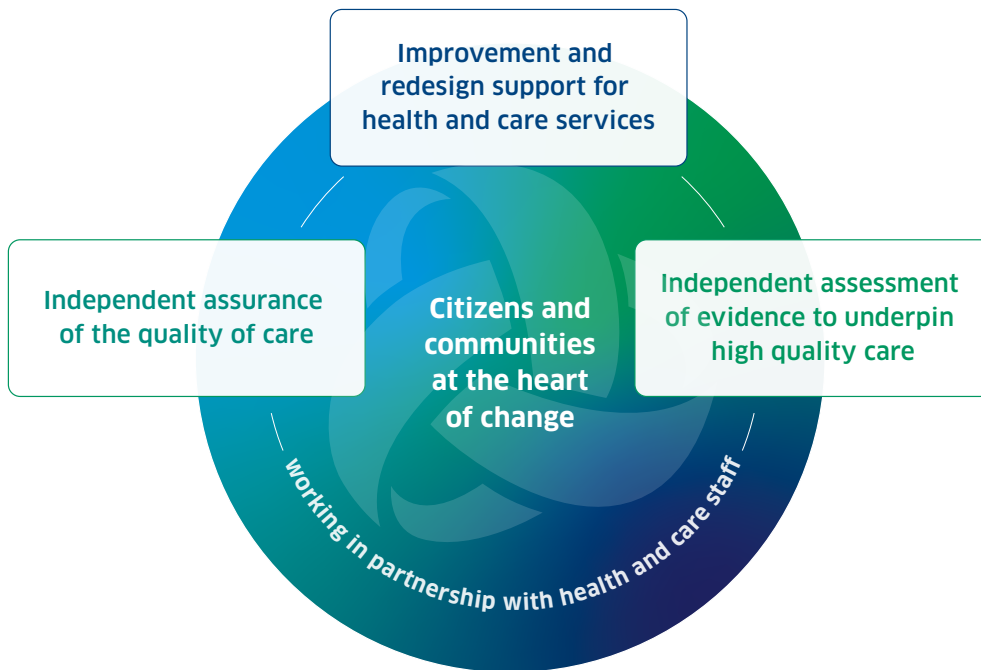 Improvement and
redesign support for
health and care services
Independent assurance
of the quality of care
Citizens and
communities
at the heart
of change
Independent assessment
of evidence to underpin
high quality care
working in partnership with health and care staff